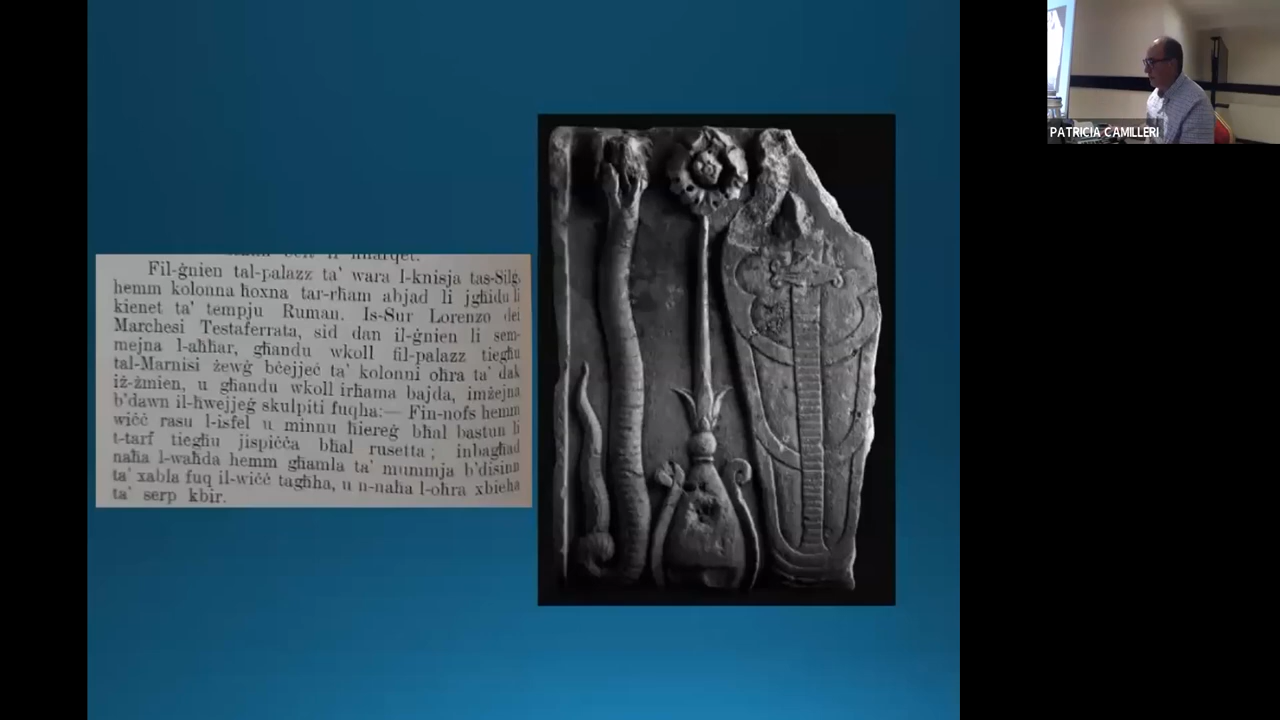 Fil-ġnien tal-palazz ta' wara l-knisja tas-Silġ,
hemm kolonna ħoxna tar-rħam abjad li jgħidu li
kienet ta' tempju Ruman. Is-Sur Lorenzo dei
Marchesi Testaferrata, sid dan il-ġnien li sem-
mejna l-aħħar, għandu wkoll fil-palazz tiegħu
tal-Marnisi żewġ bċejjeċ ta' kolonni oħra ta' dak
iż-żmien, u għandu wkoll irħama bajda, imżejna
b'dawn il-ħwejjeġ skulpiti fuqha:— Fin-nofs hemm
wiċċ rasu l-isfel u minnu ħiereġ bħal bastun li
t-tarf tiegħu jispiċċa bħal rusetta; inbagħad
naħa l-waħda hemm għamla ta' mummja b'disinn
ta' xabla fuq il-wiċċ tagħha, u n-naħa l-oħra xbieha
ta' serp kbir.
PATRICIA CAMILLERI